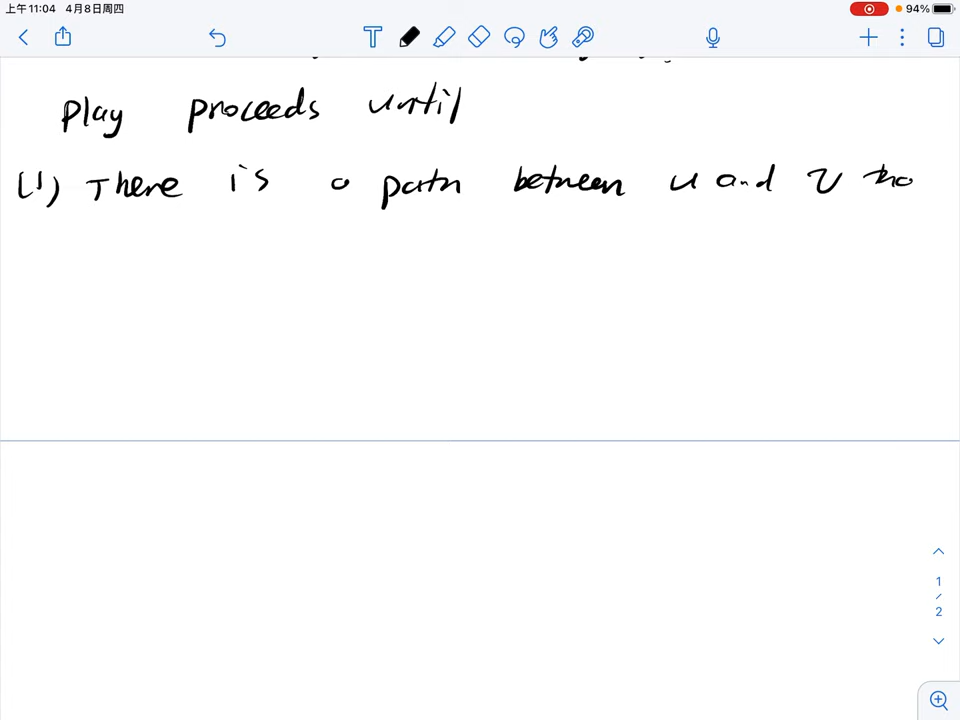 上午11:04 4月8日周四
94%
T
Play proceeds until
(1) There is a path between u and v tha
1
/
2